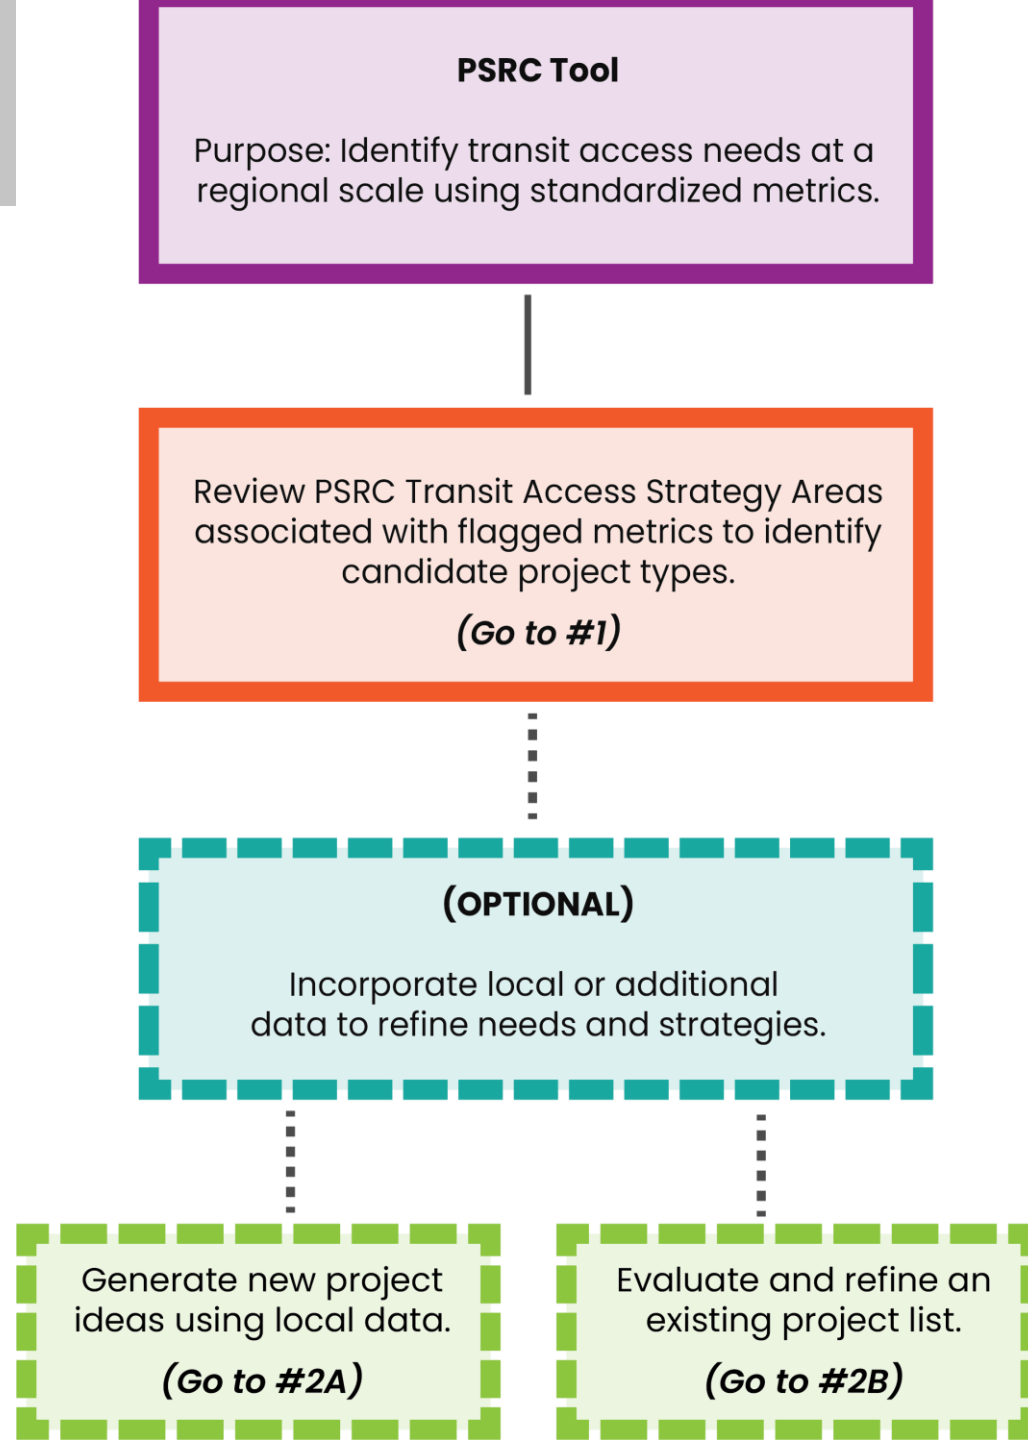 PSRC Tool
Purpose: Identify transit access needs at a
regional scale using standardized metrics.
Review PSRC Transit Access Strategy Areas
associated with flagged metrics to identify
candidate project types.
(Go to #1)
(OPTIONAL)
Incorporate local or additional
data to refine needs and strategies.
Generate new project
ideas using local data.
(Go to #2A)
Evaluate and refine an
existing project list.
(Go to #2B)